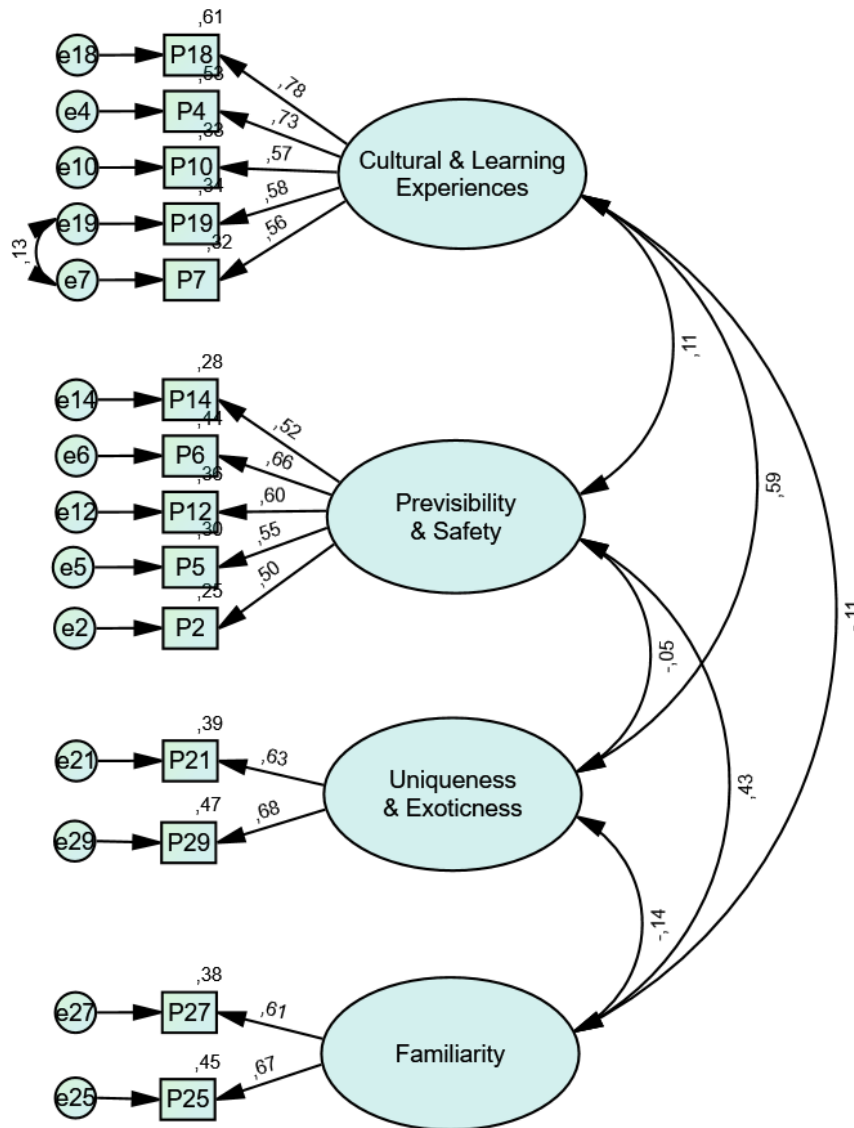 ,61
e18 P18
,78
,53
e4 P4
,73
,33
e10 P10
,57
,34
e19 P19
,58
,32
e7 P7
,56
,13
Cultural & Learning
Experiences
,11
,28
e14 P14
,52
,44
e6 P6
,66
,36
e12 P12
,60
,30
e5 P5
,55
,25
e2 P2
,50
Previsibility
& Safety
,59
-,05
,39
e21 P21
,63
,47
e29 P29
,68
Uniqueness
& Exoticness
,43
-,14
,38
e27 P27
,61
,45
e25 P25
,67
Familiarity